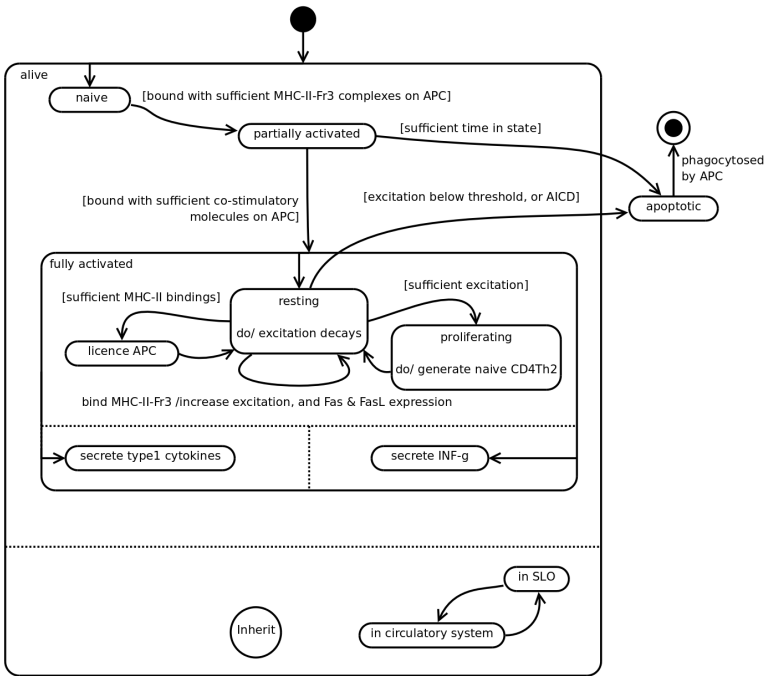 alive
naive
[bound with sufficient MHC-II-Fr3 complexes on APC]
partially activated
[sufficient time in state]
phagocytosed
by APC
[bound with sufficient co-stimulatory
molecules on APC]
[excitation below threshold, or AICD]
apoptotic
fully activated
[sufficient MHC-II bindings]
resting
do/ excitation decays
[sufficient excitation]
proliferating
do/ generate naive CD4Th2
licence APC
bind MHC-II-Fr3 /increase excitation, and Fas & FasL expression
secrete type1 cytokines
secrete INF-g
in SLO
Inherit
in circulatory system